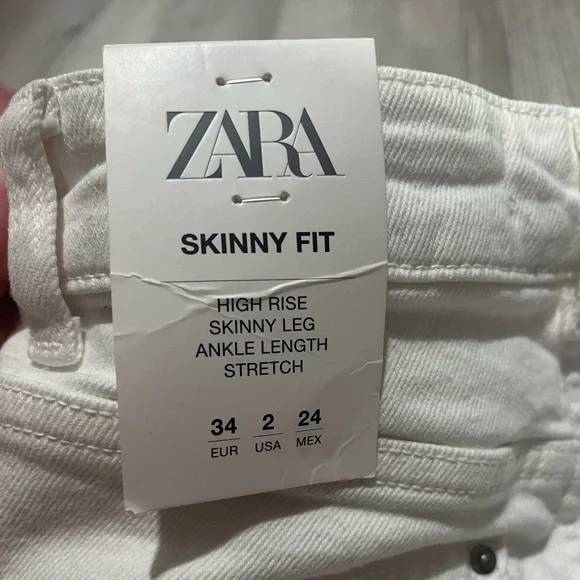 ZARA
SKINNY FIT
HIGH RISE
SKINNY LEG
ANKLE LENGTH
STRETCH
34 2 24
EUR USA MEX